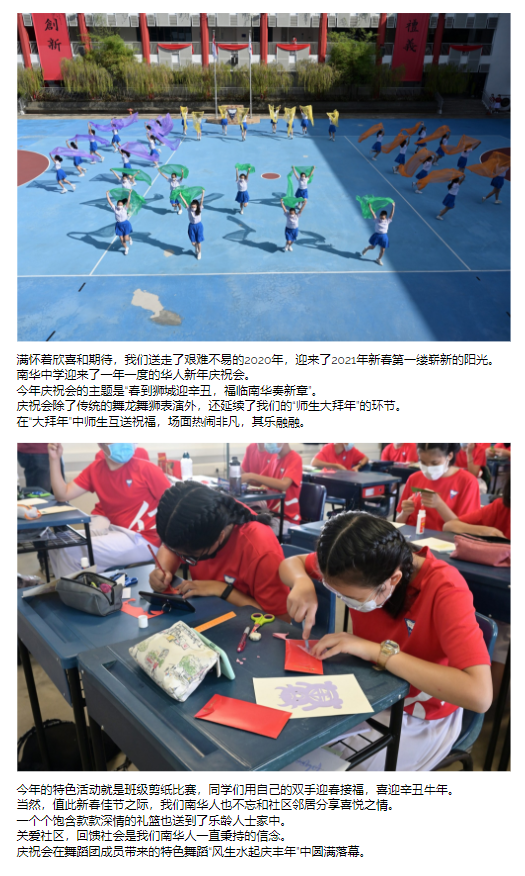 創新
禮義
满怀着欣喜和期待，我们送走了艰难不易的2020年，迎来了2021年新春第一缕崭新的阳光。
南华中学迎来了一年一度的华人新年庆祝会。
今年庆祝会的主题是“春到狮城迎辛丑，福临南华奏新章”。
庆祝会除了传统的舞龙舞狮表演外，还延续了我们的“师生大拜年”的环节。
在“大拜年”中师生互送祝福，场面热闹非凡，其乐融融。
今年的特色活动就是班级剪纸比赛，同学们用自己的双手迎春接福，喜迎辛丑牛年。
当然，值此新春佳节之际，我们南华人也不忘和社区邻居分享喜悦之情。
一个个饱含款款深情的礼篮也送到了乐龄人士家中。
关爱社区，回馈社会是我们南华人一直秉持的信念。
庆祝会在舞蹈团成员带来的特色舞蹈“风生水起庆丰年”中圆满落幕。